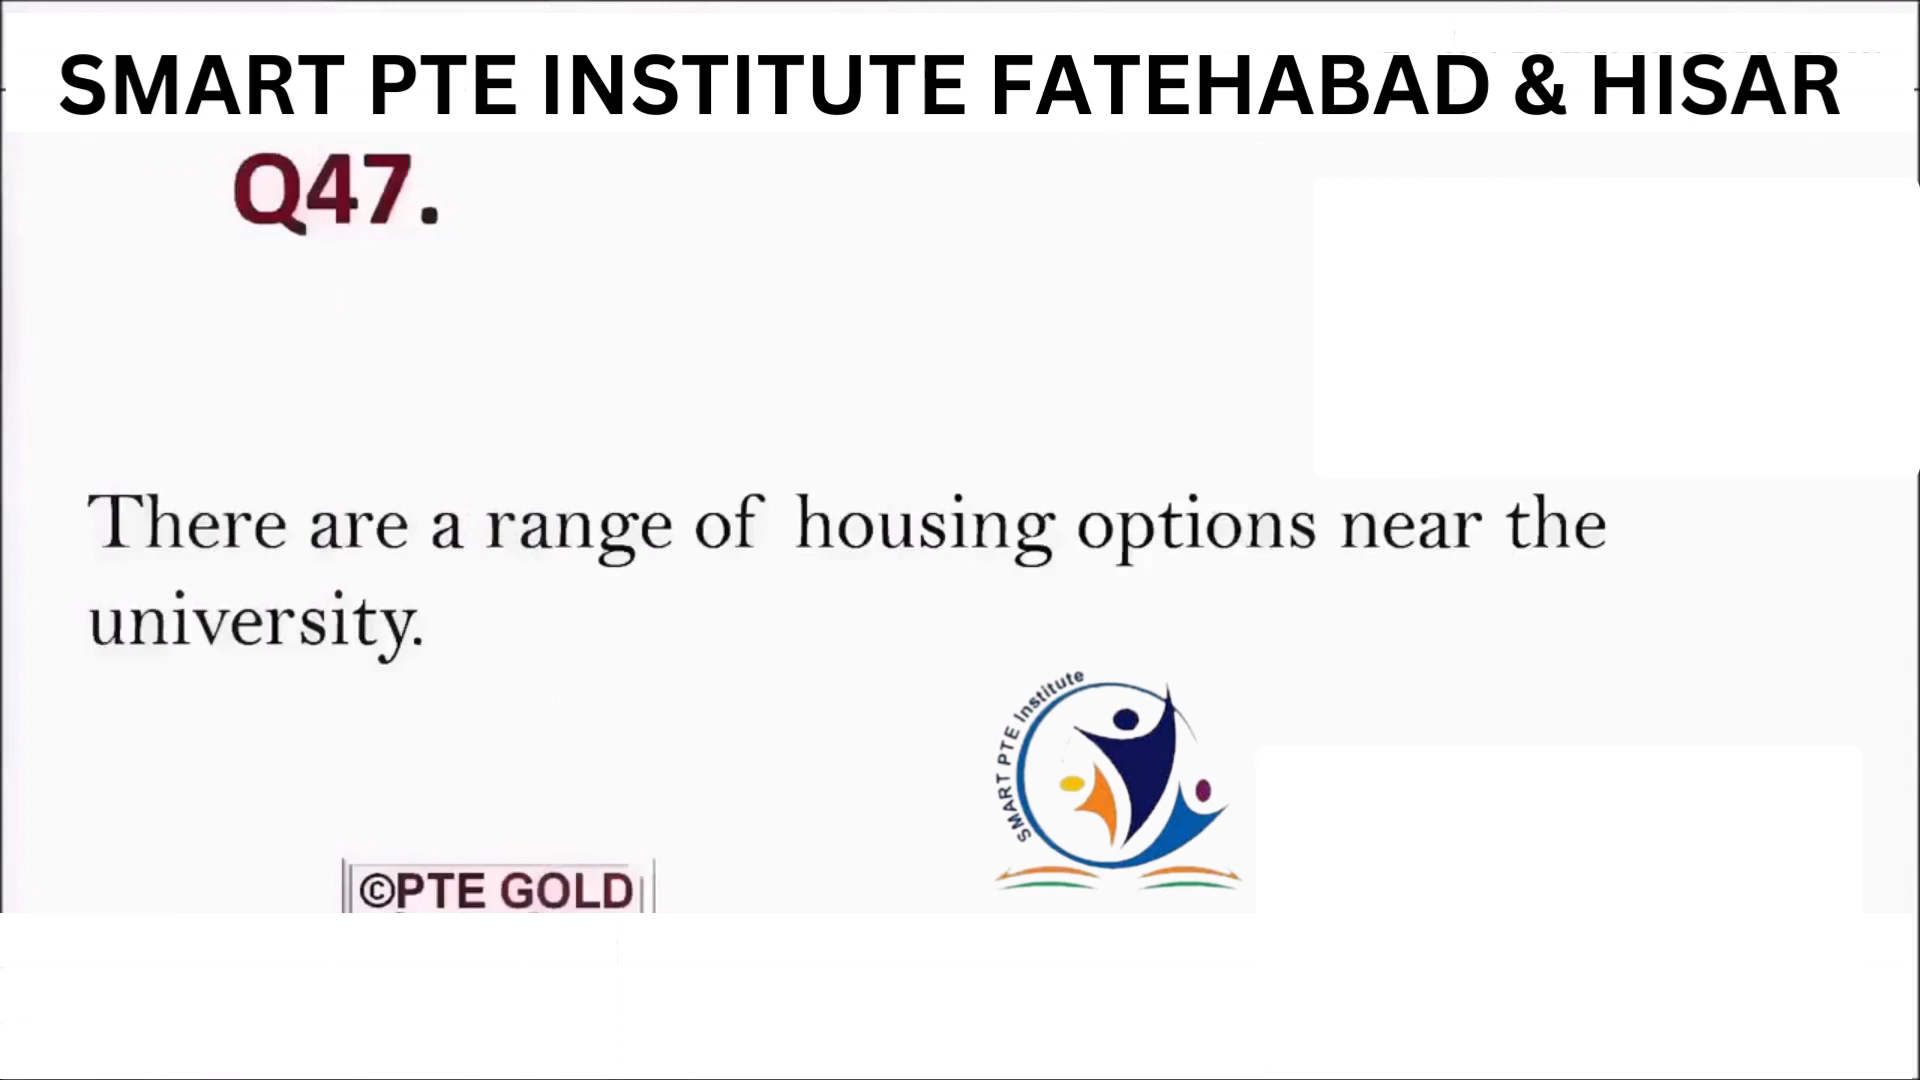 SMART PTE INSTITUTE FATEHABAD & HISAR
Q47.
There are a range of housing options near the
university.
SMART PTE Institute
©PTE GOLD